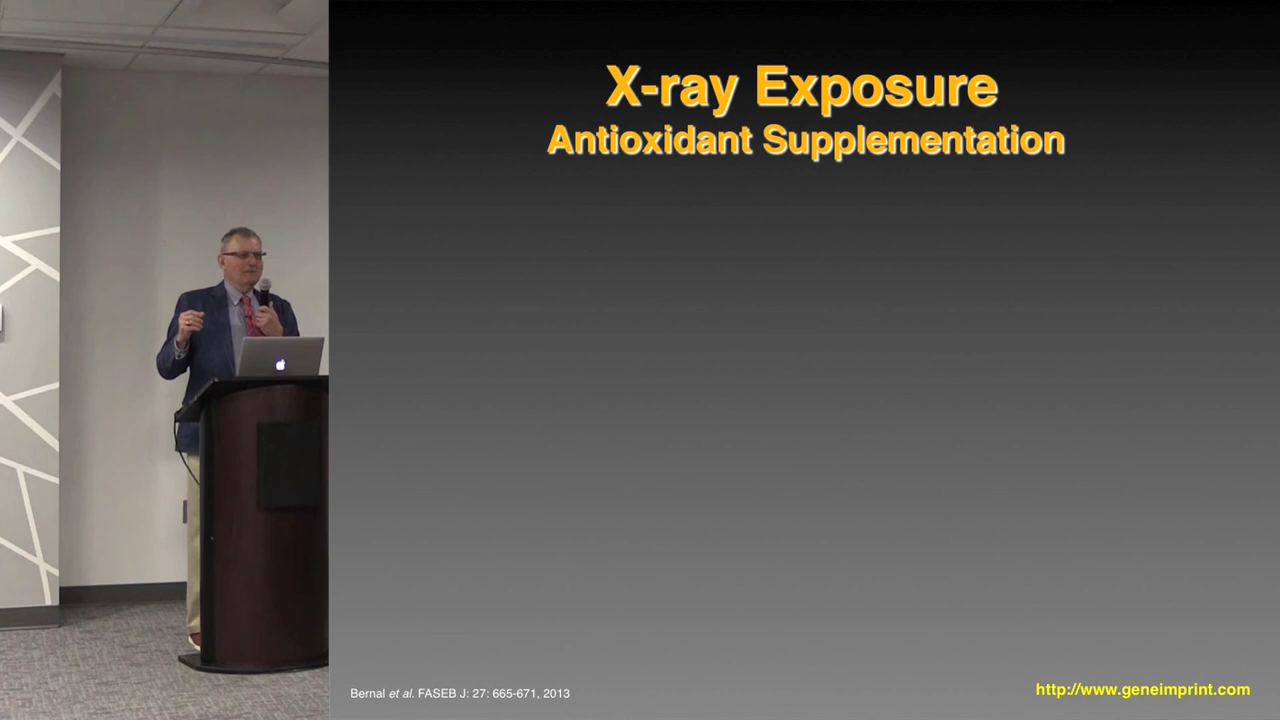 X-ray Exposure
Antioxidant Supplementation
Bernal et al. FASEB J: 27: 665-671, 2013
http://www.geneimprint.com